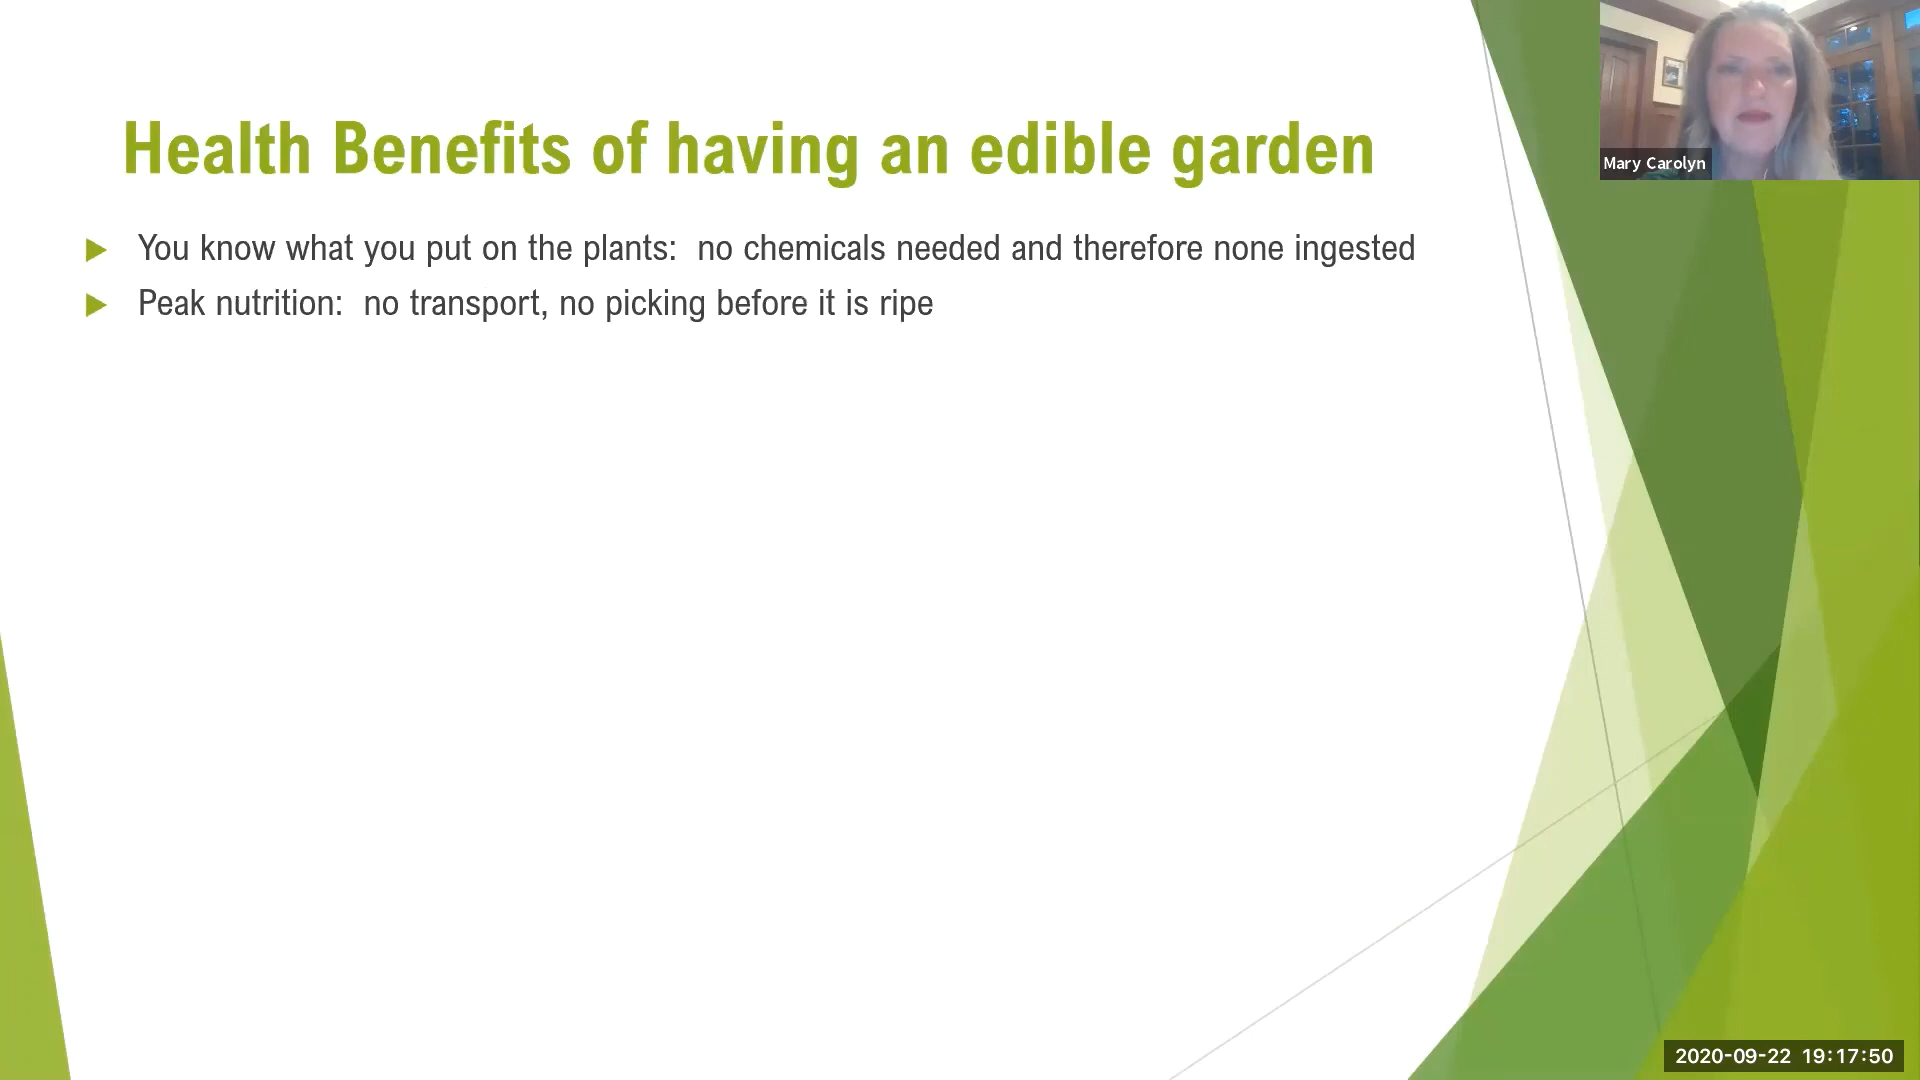 Health Benefits of having an edible garden
You know what you put on the plants:  no chemicals needed and therefore none ingested
Peak nutrition:  no transport, no picking before it is ripe
Mary Carolyn
2020-09-22 19:17:50